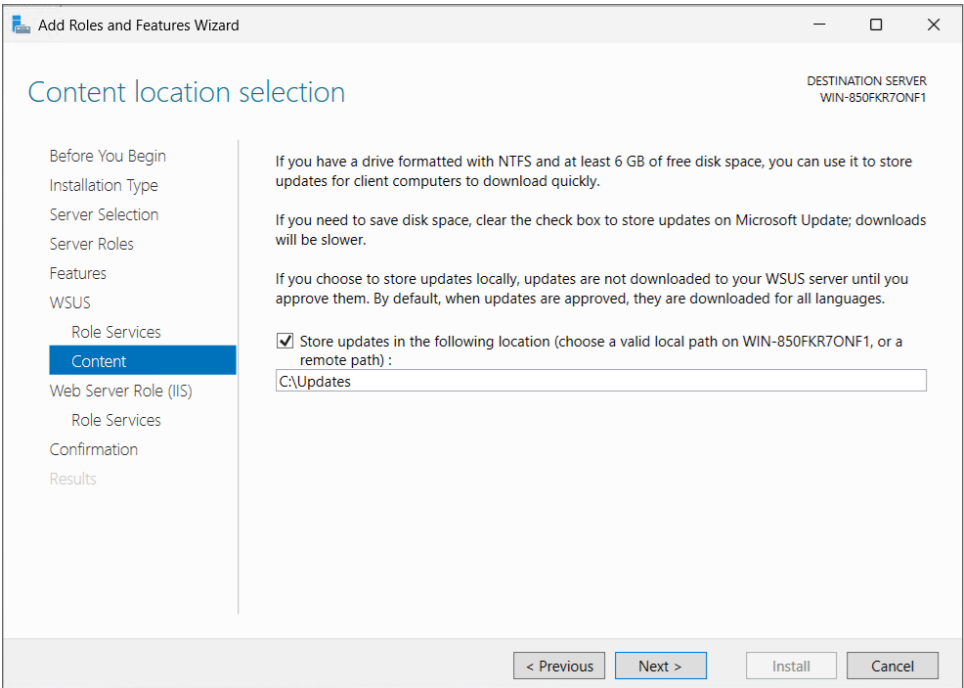 Add Roles and Features Wizard
Content location selection
DESTINATION SERVER
WIN-850FKR7ONF1
Before You Begin
Installation Type
Server Selection
Server Roles
Features
WSUS
Role Services
Content
Web Server Role (IIS)
Role Services
Confirmation
Results
If you have a drive formatted with NTFS and at least 6 GB of free disk space, you can use it to store
updates for client computers to download quickly.
If you need to save disk space, clear the check box to store updates on Microsoft Update; downloads
will be slower.
If you choose to store updates locally, updates are not downloaded to your WSUS server until you
approve them. By default, when updates are approved, they are downloaded for all languages.
Store updates in the following location (choose a valid local path on WIN-850FKR7ONF1, or a
remote path) :
C:\Updates
< Previous
Next >
Install
Cancel